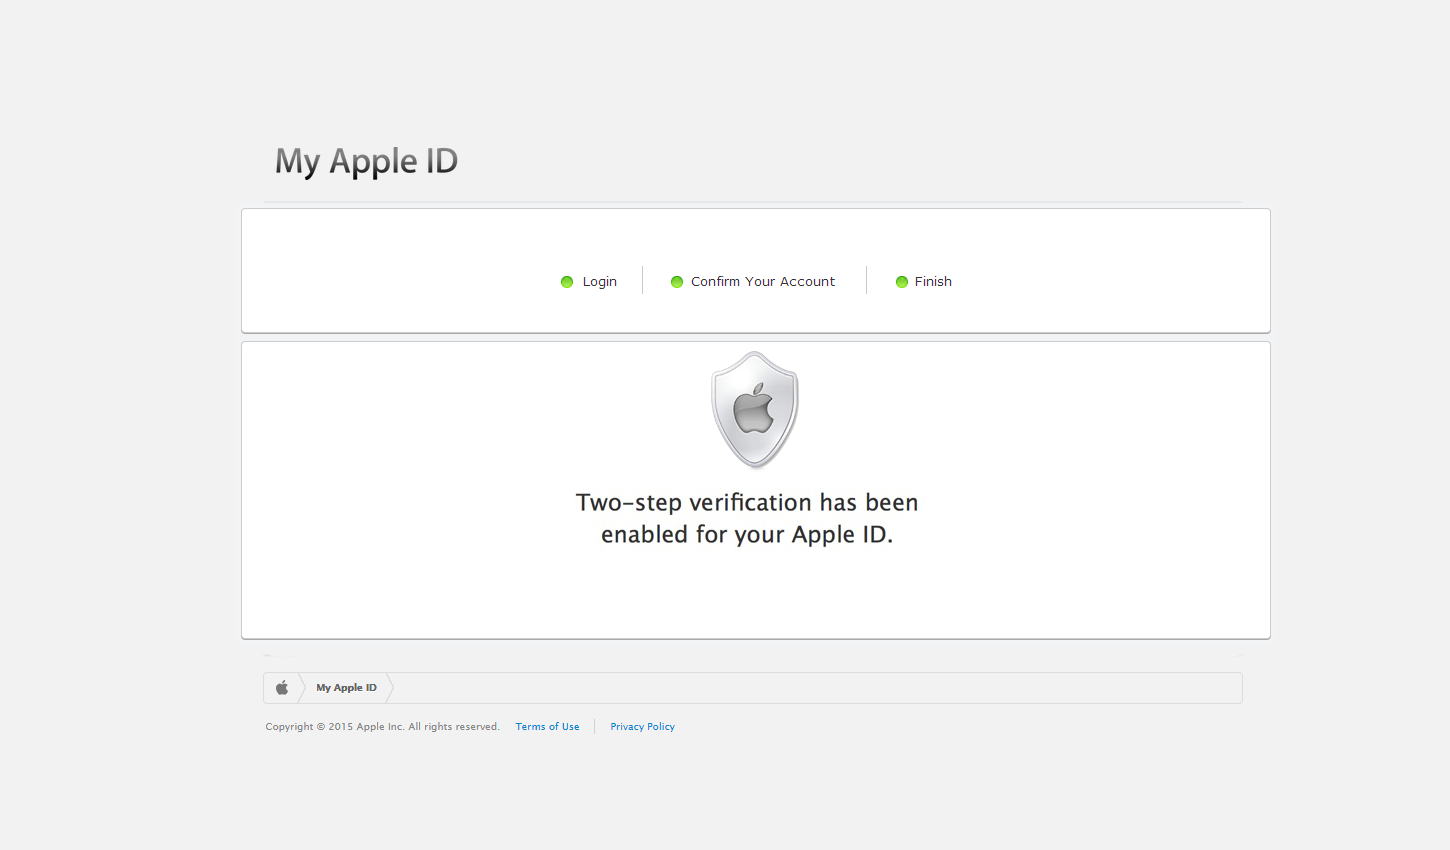 My Apple ID
Login
Confirm Your Account
Finish
Two-step verification has been
enabled for your Apple ID.
My Apple ID
Copyright © 2015 Apple Inc. All rights reserved. Terms of Use Privacy Policy